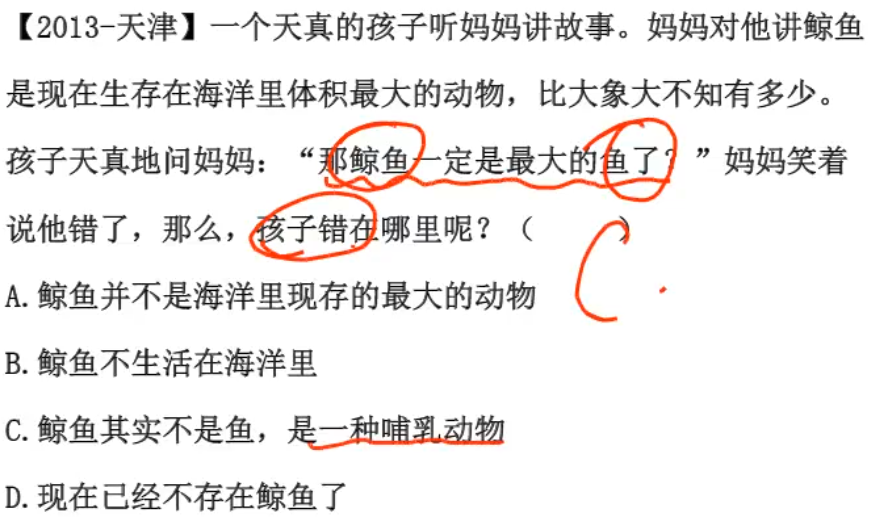 【2013-天津】一个天真的孩子听妈妈讲故事。妈妈对他讲鲸鱼
是现在生存在海洋里体积最大的动物，比大象大不知有多少。
孩子天真地问妈妈：“那鲸鱼一定是最大的鱼了？”妈妈笑着
说他错了，那么，孩子错在哪里呢？（　　）
C
A.鲸鱼并不是海洋里现存的最大的动物
B.鲸鱼不生活在海洋里
C.鲸鱼其实不是鱼，是一种哺乳动物
D.现在已经不存在鲸鱼了